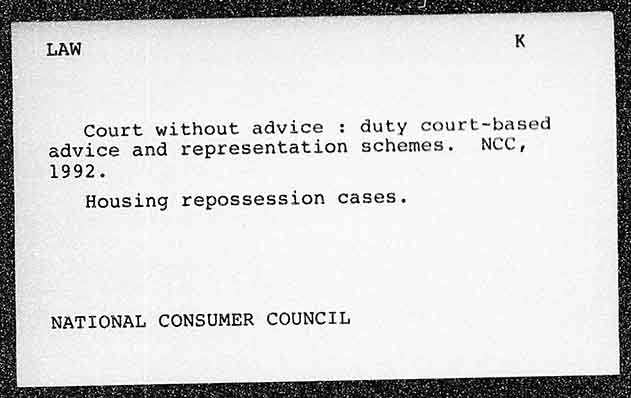 LAW K
Court without advice : duty court-based
advice and representation schemes. NCC,
1992.
Housing repossession cases.
NATIONAL CONSUMER COUNCIL